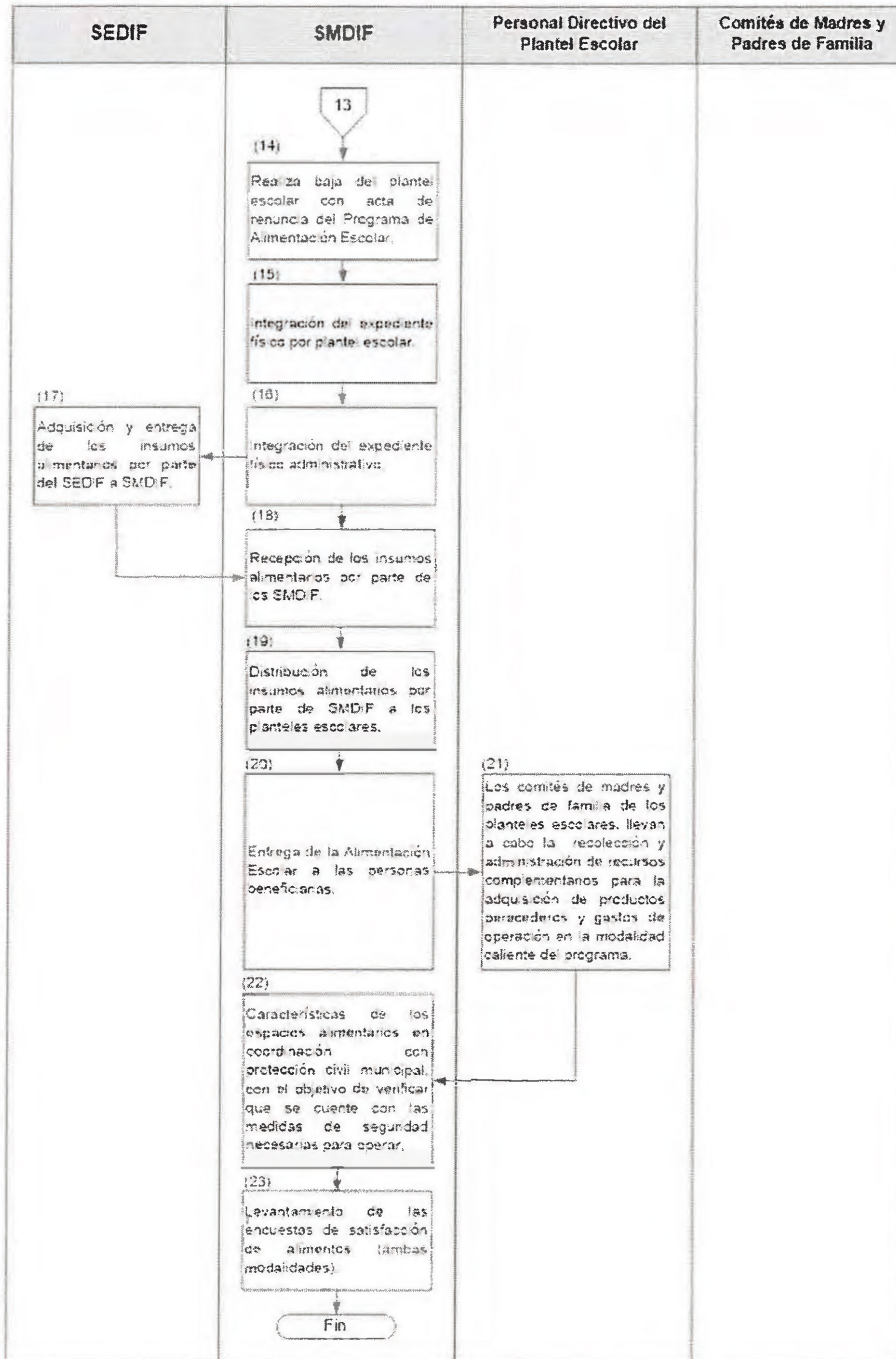 SEDIF
SMDIF
Personal Directivo del
Plantel Escolar
Comités de Madres y
Padres de Familia
13
(14)
Realiza baja del plantel
escolar con acta de
renuncia del Programa de
Alimentación Escolar.
(15)
Integración del expediente
físico por plantel escolar.
(16)
Integración del expediente
físico administrativo
(17)
Adquisición y entrega
de los insumos
alimentarios por parte
del SEDIF a SMDIF.
(18)
Recepción de los insumos
alimentarios por parte de
los SMDIF.
(19)
Distribución de los
insumos alimentarios por
parte de SMDIF a los
planteles escolares.
(20)
Entrega de la Alimentación
Escolar a las personas
beneficiarias.
(21)
Los comités de madres y
padres de familia de los
planteles escolares, llevan
a cabo la recolección y
administración de recursos
complementarios para la
adquisición de productos
perecederos y gastos de
operación en la modalidad
caliente del programa.
(22)
Características de los
espacios alimentarios en
coordinación con
protección civil municipal,
con el objetivo de verificar
que se cuente con las
medidas de seguridad
necesarias para operar.
(23)
Levantamiento de las
encuestas de satisfacción
de alimentos (ambas
modalidades).
Fin